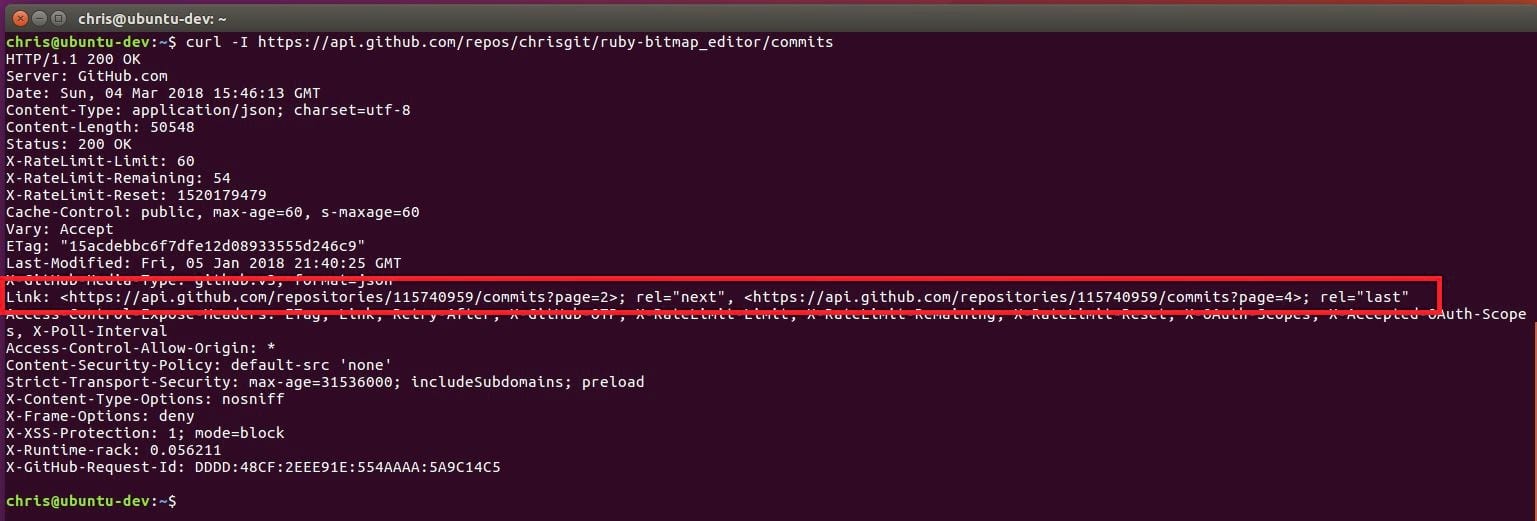 chris@ubuntu-dev: ~
chris@ubuntu-dev:~$ curl -I https://api.github.com/repos/chrisgit/ruby-bitmap_editor/commits
HTTP/1.1 200 OK
Server: GitHub.com
Date: Sun, 04 Mar 2018 15:46:13 GMT
Content-Type: application/json; charset=utf-8
Content-Length: 50548
Status: 200 OK
X-RateLimit-Limit: 60
X-RateLimit-Remaining: 54
X-RateLimit-Reset: 1520179479
Cache-Control: public, max-age=60, s-maxage=60
Vary: Accept
ETag: "15acdebbc6f7dfe12d08933555d246c9"
Last-Modified: Fri, 05 Jan 2018 21:40:25 GMT
X-GitHub-Media-Type: github.v3; format=json
Link: <https://api.github.com/repositories/115740959/commits?page=2>; rel="next", <https://api.github.com/repositories/115740959/commits?page=4>; rel="last"
Access-Control-Expose-Headers: ETag, Link, Retry-After, X-GitHub-OTP, X-RateLimit-Limit, X-RateLimit-Remaining, X-RateLimit-Reset, X-OAuth-Scopes, X-Accepted-OAuth-Scope
s, X-Poll-Interval
Access-Control-Allow-Origin: *
Content-Security-Policy: default-src 'none'
Strict-Transport-Security: max-age=31536000; includeSubdomains; preload
X-Content-Type-Options: nosniff
X-Frame-Options: deny
X-XSS-Protection: 1; mode=block
X-Runtime-rack: 0.056211
X-GitHub-Request-Id: DDDD:48CF:2EEE91E:554AAAA:5A9C14C5
chris@ubuntu-dev:~$